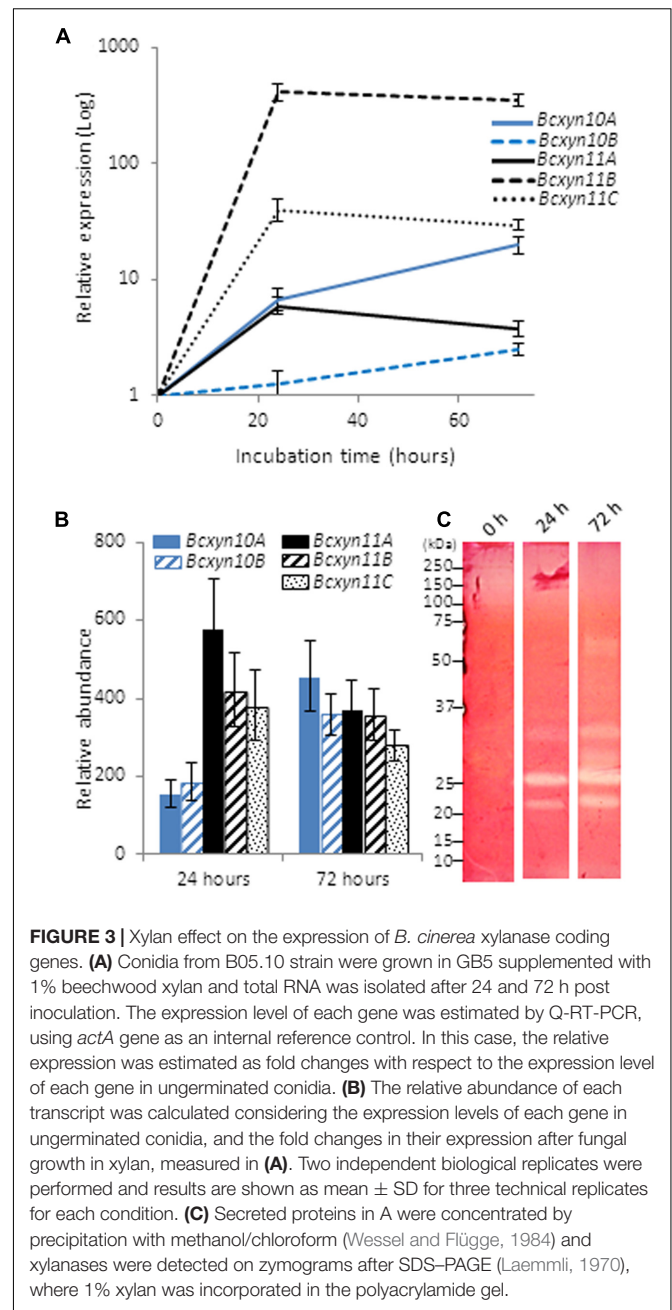 A
1000
100
10
1
Relative expression (Log)
0 20 40 60
Incubation time (hours)
Bcxyn10A
Bcxyn10B
Bcxyn11A
Bcxyn11B
Bcxyn11C
B
800
600
400
200
0
Relative abundance
Bcxyn10A Bcxyn11A
Bcxyn10B Bcxyn11B
Bcxyn11C
24 hours 72 hours
C
0 h 24 h 72 h
(kDa)
250
150
100
75
50
37
25
20
15
10
FIGURE 3 | Xylan effect on the expression of B. cinerea xylanase coding
genes. (A) Conidia from B05.10 strain were grown in GB5 supplemented with
1% beechwood xylan and total RNA was isolated after 24 and 72 h post
inoculation. The expression level of each gene was estimated by Q-RT-PCR,
using actA gene as an internal reference control. In this case, the relative
expression was estimated as fold changes with respect to the expression level
of each gene in ungerminated conidia. (B) The relative abundance of each
transcript was calculated considering the expression levels of each gene in
ungerminated conidia, and the fold changes in their expression after fungal
growth in xylan, measured in (A). Two independent biological replicates were
performed and results are shown as mean ± SD for three technical replicates
for each condition. (C) Secreted proteins in A were concentrated by
precipitation with methanol/chloroform (Wessel and Flügge, 1984) and
xylanases were detected on zymograms after SDS–PAGE (Laemmli, 1970),
where 1% xylan was incorporated in the polyacrylamide gel.